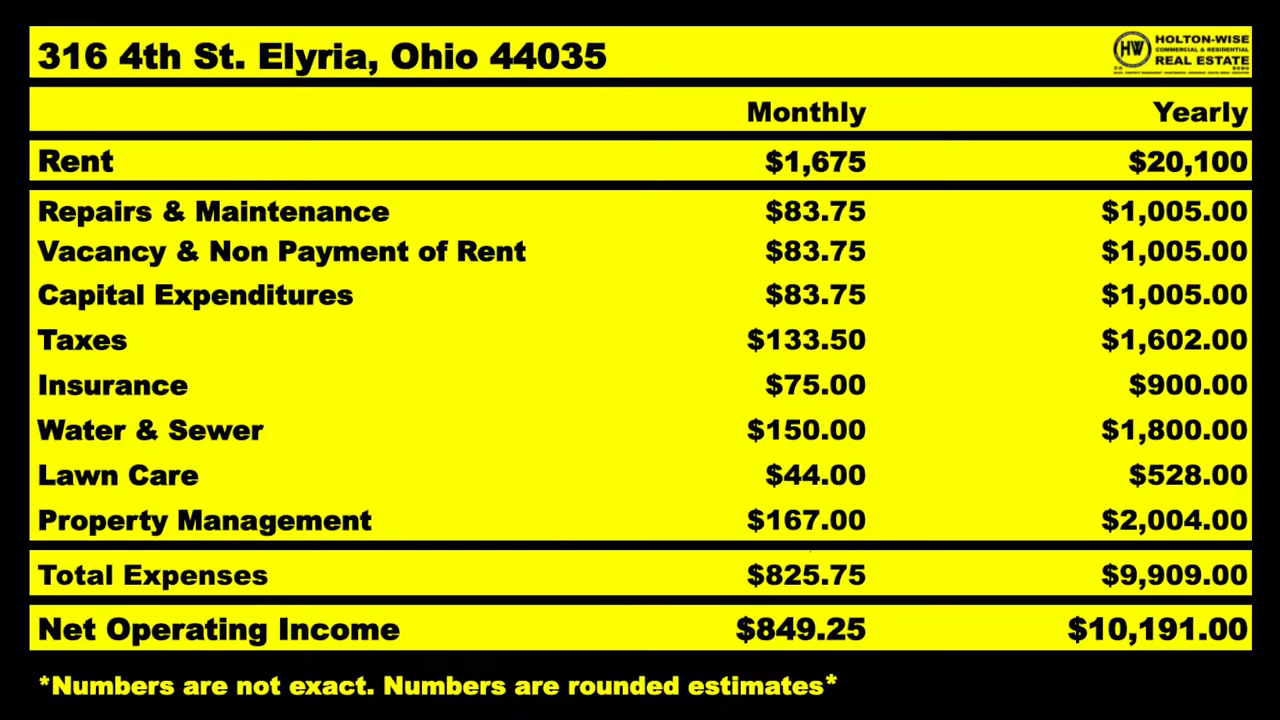 316 4th St. Elyria, Ohio 44035
HW
HOLTON-WISE
COMMERCIAL & RESIDENTIAL
REAL ESTATE
Monthly Yearly
Rent $1,675 $20,100
Repairs & Maintenance $83.75 $1,005.00
Vacancy & Non Payment of Rent $83.75 $1,005.00
Capital Expenditures $83.75 $1,005.00
Taxes $133.50 $1,602.00
Insurance $75.00 $900.00
Water & Sewer $150.00 $1,800.00
Lawn Care $44.00 $528.00
Property Management $167.00 $2,004.00
Total Expenses $825.75 $9,909.00
Net Operating Income $849.25 $10,191.00
*Numbers are not exact. Numbers are rounded estimates*